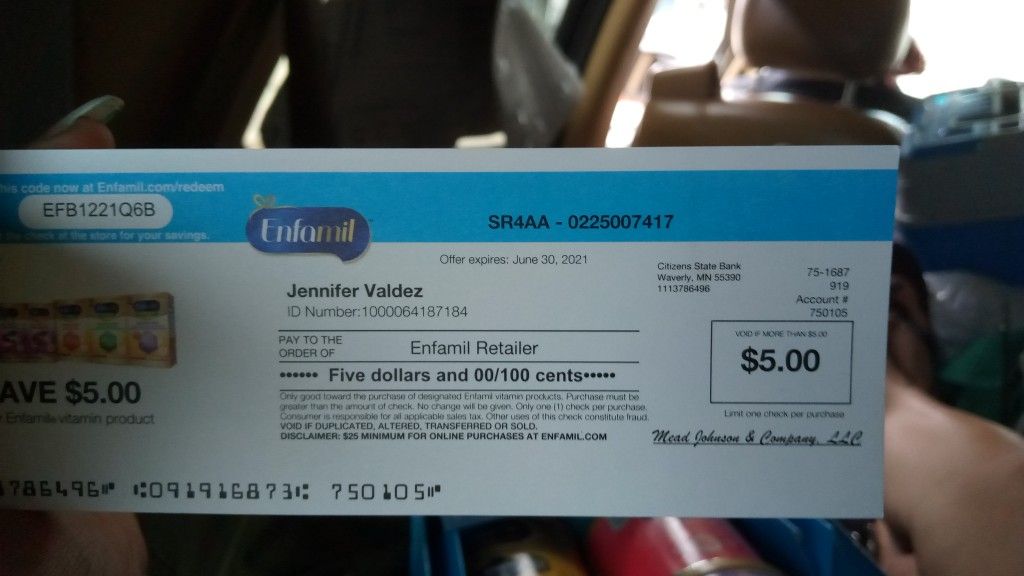 his code now at Enfamil.com/redeem
EFB1221Q6B
check at the store for your savings.
AVE $5.00
Enfamil vitamin product
Enfamil
SR4AA - 0225007417
Offer expires: June 30, 2021
Jennifer Valdez
ID Number:1000064187184
Citizens State Bank
Waverly, MN 55390
1113786496
75-1687
919
Account #
750105
PAY TO THE
ORDER OF
Enfamil Retailer
•••••• Five dollars and 00/100 cents•••••
VOID IF MORE THAN $5.00
$5.00
Only good toward the purchase of designated Enfamil vitamin products. Purchase must be
greater than the amount of check. No change will be given. Only one (1) check per purchase.
Consumer is responsible for all applicable sales tax. Other uses of this check constitute fraud.
VOID IF DUPLICATED, ALTERED, TRANSFERRED OR SOLD.
DISCLAIMER: $25 MINIMUM FOR ONLINE PURCHASES AT ENFAMIL.COM
Limit one check per purchase
Mead Johnson & Company, LLC
3786496⑈ ⑆091916873⑆ 750105⑈